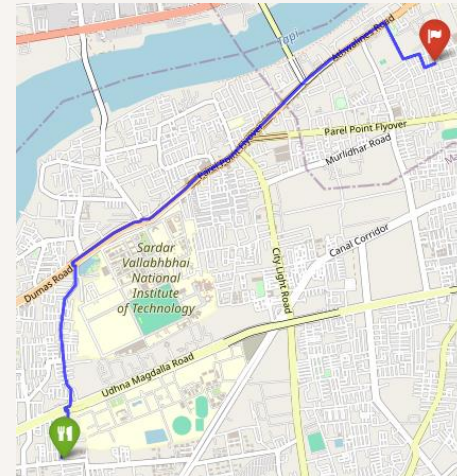 Tapi
Athwalines Road
Parel Point Flyover
Parel Point Flyover
Murlidhar Road
Sardar
Vallabhbhai
National
Institute
of Technology
Canal Corridor
City Light Road
Dumas Road
Udhna Magdalla Road